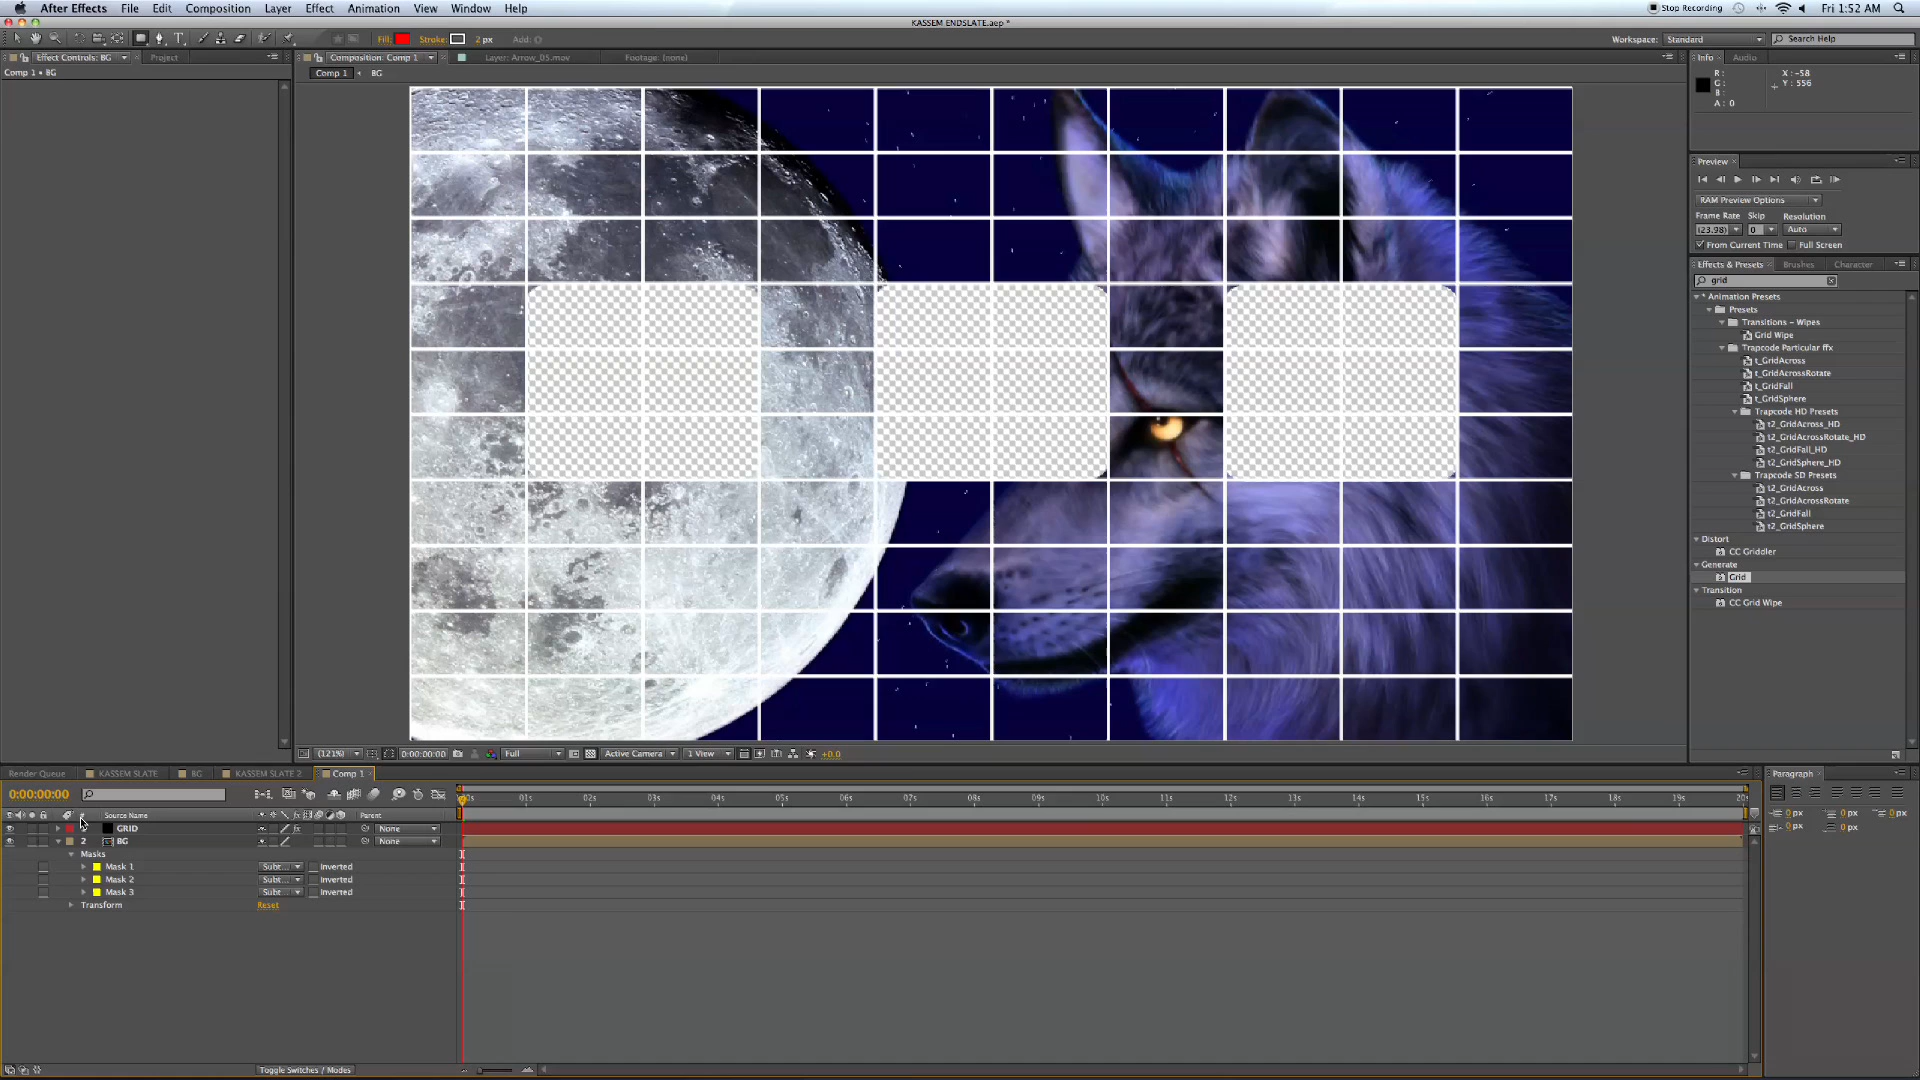 After Effects File Edit Composition Layer Effect Animation View Window Help
Stop Recording Fri 1:52 AM
KASSEM ENDSLATE.aep *
Fill: Stroke: 2 px Add:
Workspace: Standard Search Help
Effect Controls: BG Project
Composition: Comp 1 Layer: Arrow_05.mov Footage: (none)
Info Audio
Comp 1 • BG
Comp 1 BG
R: X: -58
G: Y: 556
B:
A: 0
Preview
RAM Preview Options
Frame Rate Skip Resolution
(23.98) 0 Auto
From Current Time Full Screen
Effects & Presets Brushes Character
grid
* Animation Presets
Presets
Transitions – Wipes
Grid Wipe
Trapcode Particular ffx
t_GridAcross
t_GridAcrossRotate
t_GridFall
t_GridSphere
Trapcode HD Presets
t2_GridAcross_HD
t2_GridAcrossRotate_HD
t2_GridFall_HD
t2_GridSphere_HD
Trapcode SD Presets
t2_GridAcross
t2_GridAcrossRotate
t2_GridFall
t2_GridSphere
Distort
CC Griddler
Generate
Grid
Transition
CC Grid Wipe
(121%) 0:00:00:00 Full Active Camera 1 View +0.0
Render Queue KASSEM SLATE BG KASSEM SLATE 2 Comp 1
Paragraph
0:00:00:00
00s 01s 02s 03s 04s 05s 06s 07s 08s 09s 10s 11s 12s 13s 14s 15s 16s 17s 18s 19s 20s
0 px 0 px 0 px
0 px 0 px
# Source Name fx Parent
GRID fx None
2 BG None
Masks
Mask 1 Subt... Inverted
Mask 2 Subt... Inverted
Mask 3 Subt... Inverted
Transform Reset
Toggle Switches / Modes